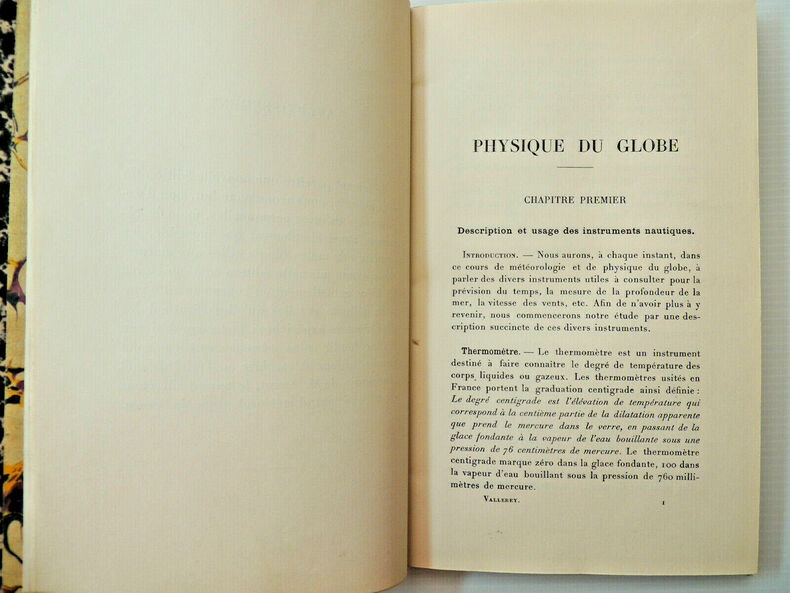 PHYSIQUE DU GLOBE
CHAPITRE PREMIER
Description et usage des instruments nautiques.
INTRODUCTION. — Nous aurons, à chaque instant, dans
ce cours de météorologie et de physique du globe, à
parler des divers instruments utiles à consulter pour la
prévision du temps, la mesure de la profondeur de la
mer, la vitesse des vents, etc. Afin de n'avoir plus à y
revenir, nous commencerons notre étude par une des-
cription succincte de ces divers instruments.
Thermomètre. — Le thermomètre est un instrument
destiné à faire connaître le degré de température des
corps liquides ou gazeux. Les thermomètres usités en
France portent la graduation centigrade ainsi définie :
Le degré centigrade est l'élévation de température qui
correspond à la centième partie de la dilatation apparente
que prend le mercure dans le verre, en passant de la
glace fondante à la vapeur de l'eau bouillante sous une
pression de 76 centimètres de mercure. Le thermomètre
centigrade marque zéro dans la glace fondante, 100 dans
la vapeur d'eau bouillant sous la pression de 760 milli-
mètres de mercure.
VALLEREY. 1